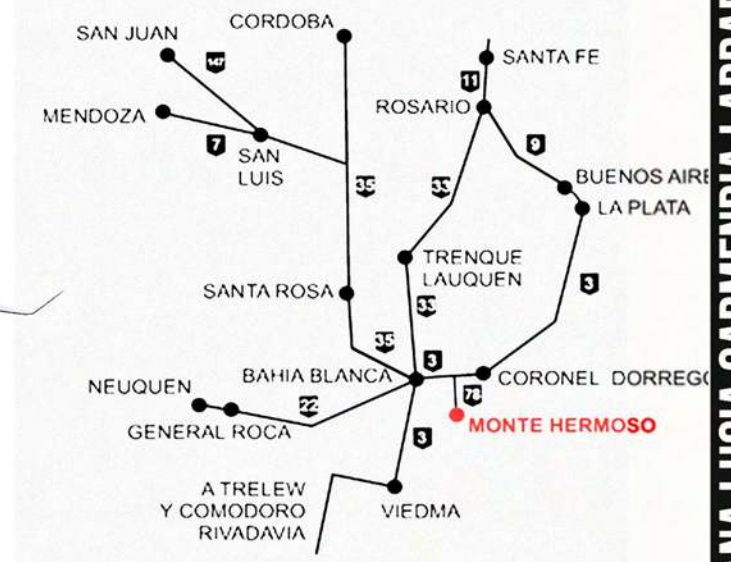 CORDOBA
SAN JUAN
147
SANTA FE
11
MENDOZA
ROSARIO
7
SAN
LUIS
9
35
33
BUENOS AIRE
LA PLATA
TRENQUE
LAUQUEN
SANTA ROSA
33
3
35
3
BAHIA BLANCA
CORONEL DORREGO
NEUQUEN
22
78
GENERAL ROCA
MONTE HERMOSO
3
A TRELEW
Y COMODORO
RIVADAVIA
VIEDMA